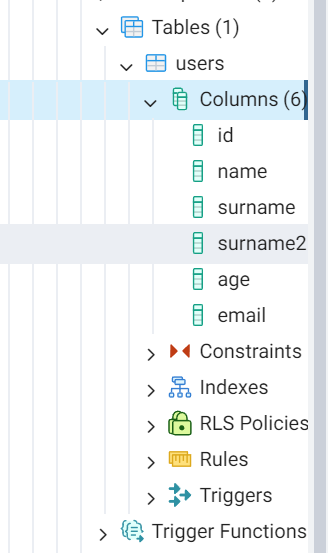 Tables (1)
users
Columns (6)
id
name
surname
surname2
age
email
Constraints
Indexes
RLS Policies
Rules
Triggers
Trigger Functions